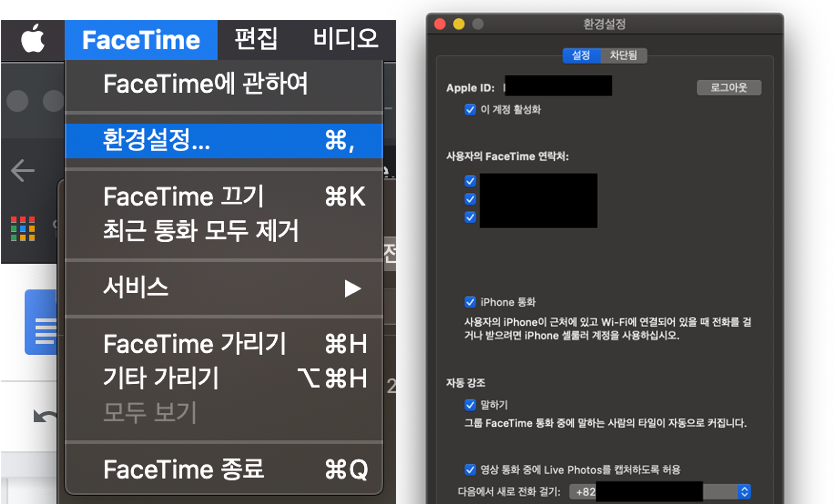 FaceTime 편집 비디오
FaceTime에 관하여
환경설정... ⌘,
FaceTime 끄기 ⌘K
최근 통화 모두 제거
서비스 ▶
FaceTime 가리기 ⌘H
기타 가리기 ⌥⌘H
모두 보기
FaceTime 종료 ⌘Q
전
2
환경설정
설정 차단됨
Apple ID:
로그아웃
이 계정 활성화
사용자의 FaceTime 연락처:
iPhone 통화
사용자의 iPhone이 근처에 있고 Wi-Fi에 연결되어 있을 때 전화를 걸
거나 받으려면 iPhone 셀룰러 계정을 사용하십시오.
자동 강조
말하기
그룹 FaceTime 통화 중에 말하는 사람의 타일이 자동으로 커집니다.
영상 통화 중에 Live Photos를 캡처하도록 허용
다음에서 새로 전화 걸기: +82